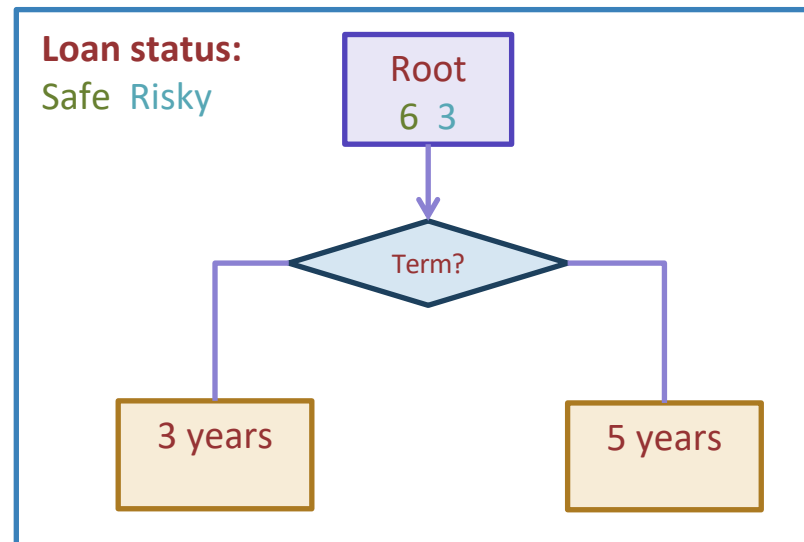 Loan status:
Safe Risky
Root
6 3
Term?
3 years
5 years